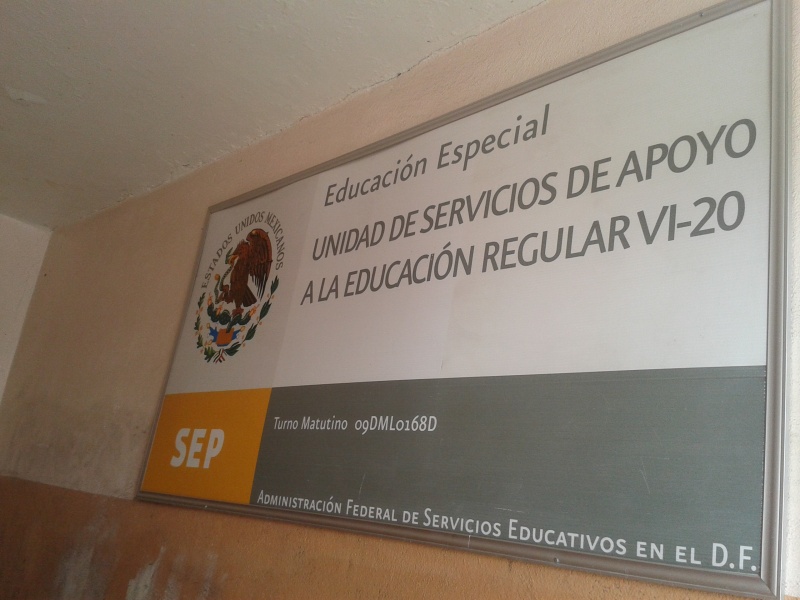 Educación Especial
UNIDAD DE SERVICIOS DE APOYO
A LA EDUCACIÓN REGULAR VI-20
ESTADOS UNIDOS MEXICANOS
SEP
Turno Matutino 09DML0168D
ADMINISTRACIÓN FEDERAL DE SERVICIOS EDUCATIVOS EN EL D.F.